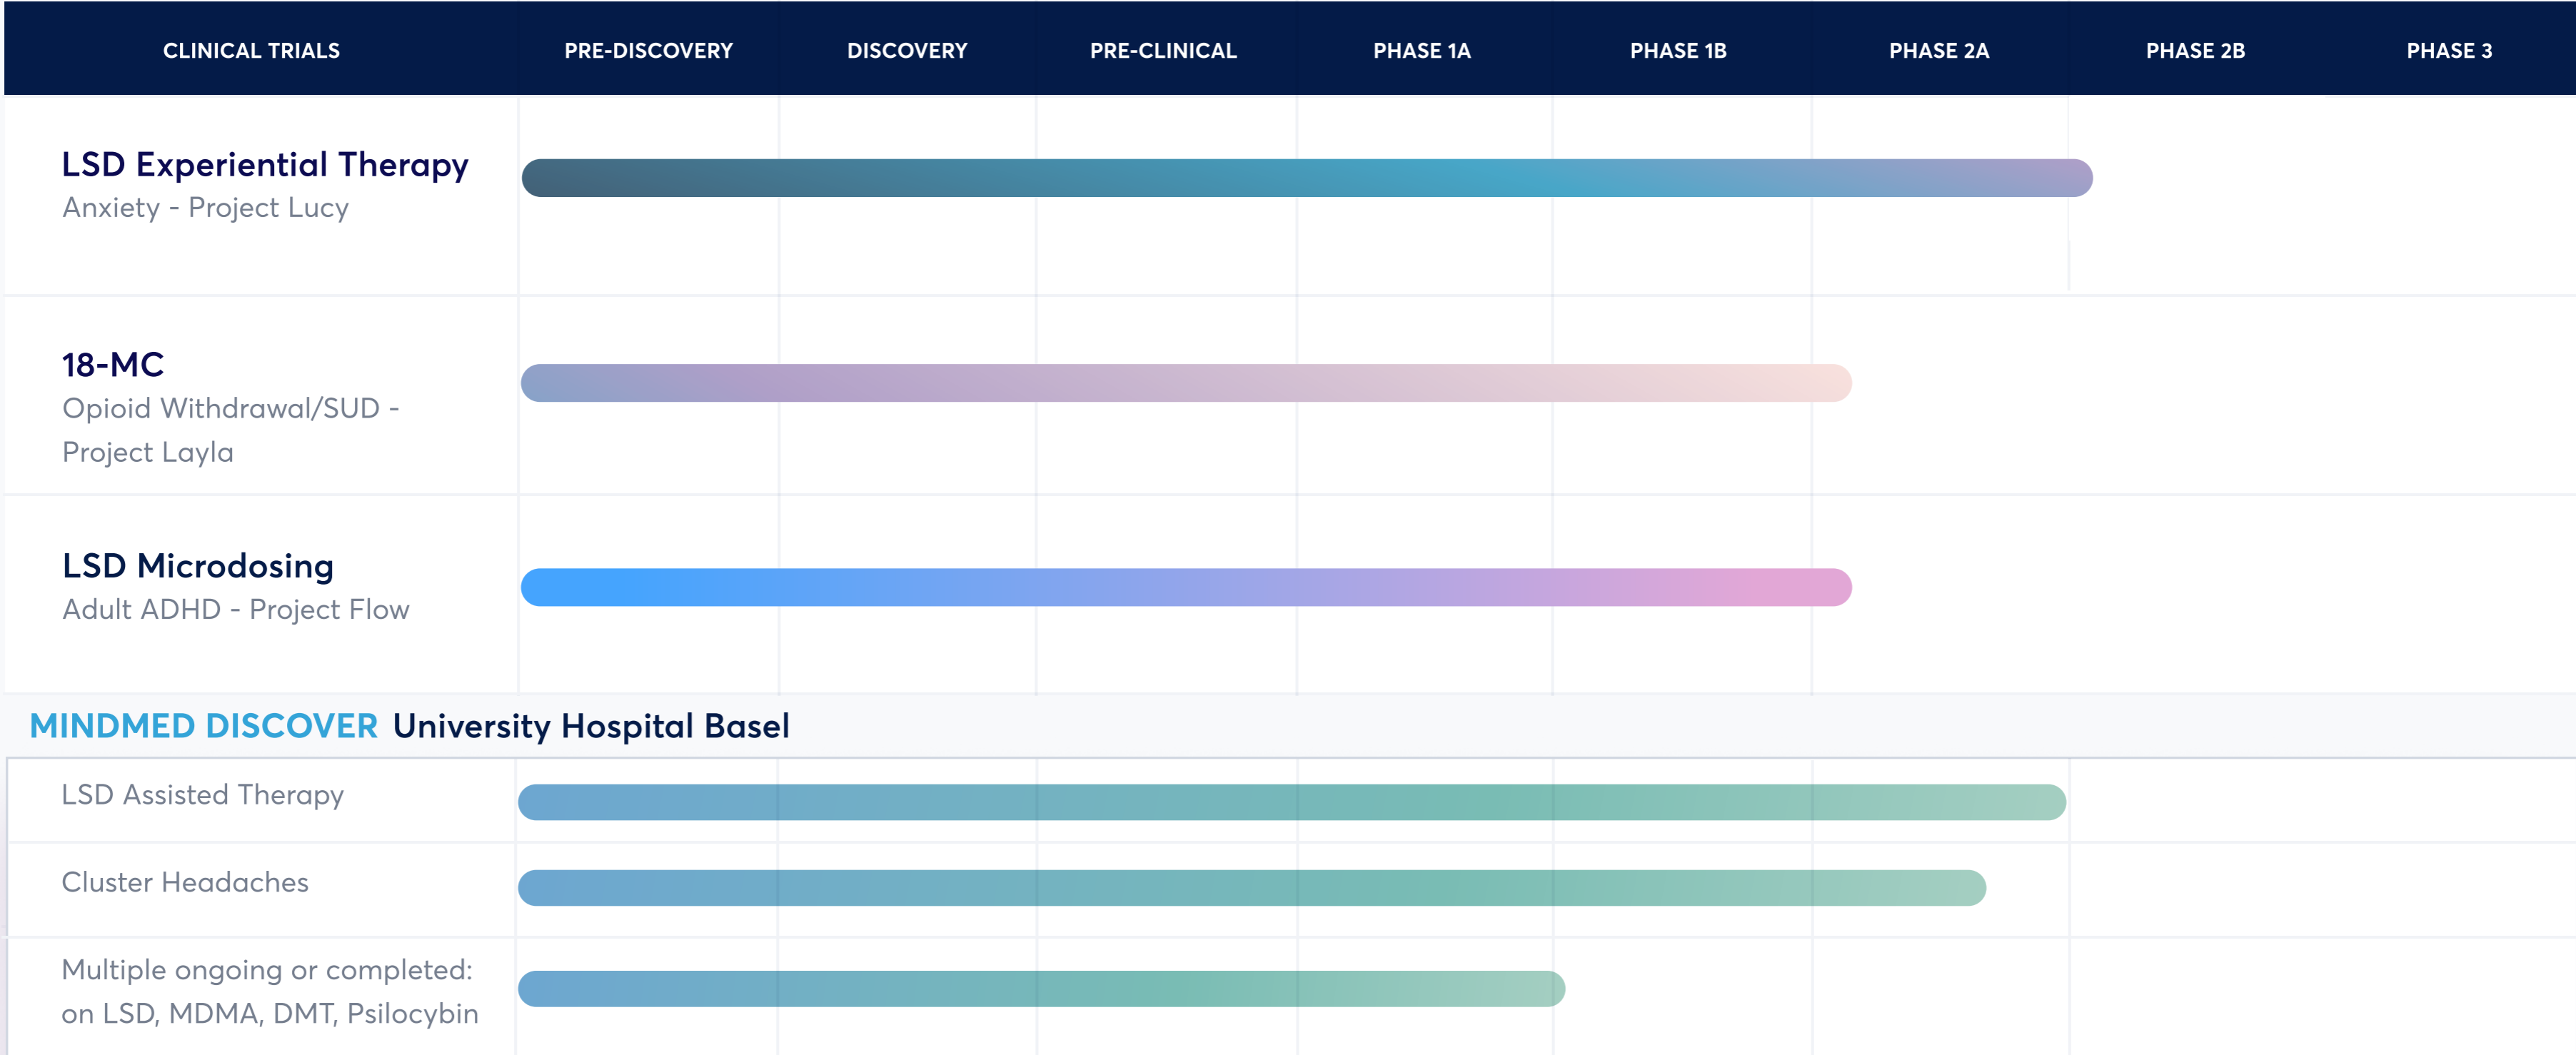 CLINICAL TRIALS PRE-DISCOVERY DISCOVERY PRE-CLINICAL PHASE 1A PHASE 1B PHASE 2A PHASE 2B PHASE 3
LSD Experiential Therapy
Anxiety - Project Lucy
18-MC
Opioid Withdrawal/SUD -
Project Layla
LSD Microdosing
Adult ADHD - Project Flow
MINDMED DISCOVER University Hospital Basel
LSD Assisted Therapy
Cluster Headaches
Multiple ongoing or completed:
on LSD, MDMA, DMT, Psilocybin